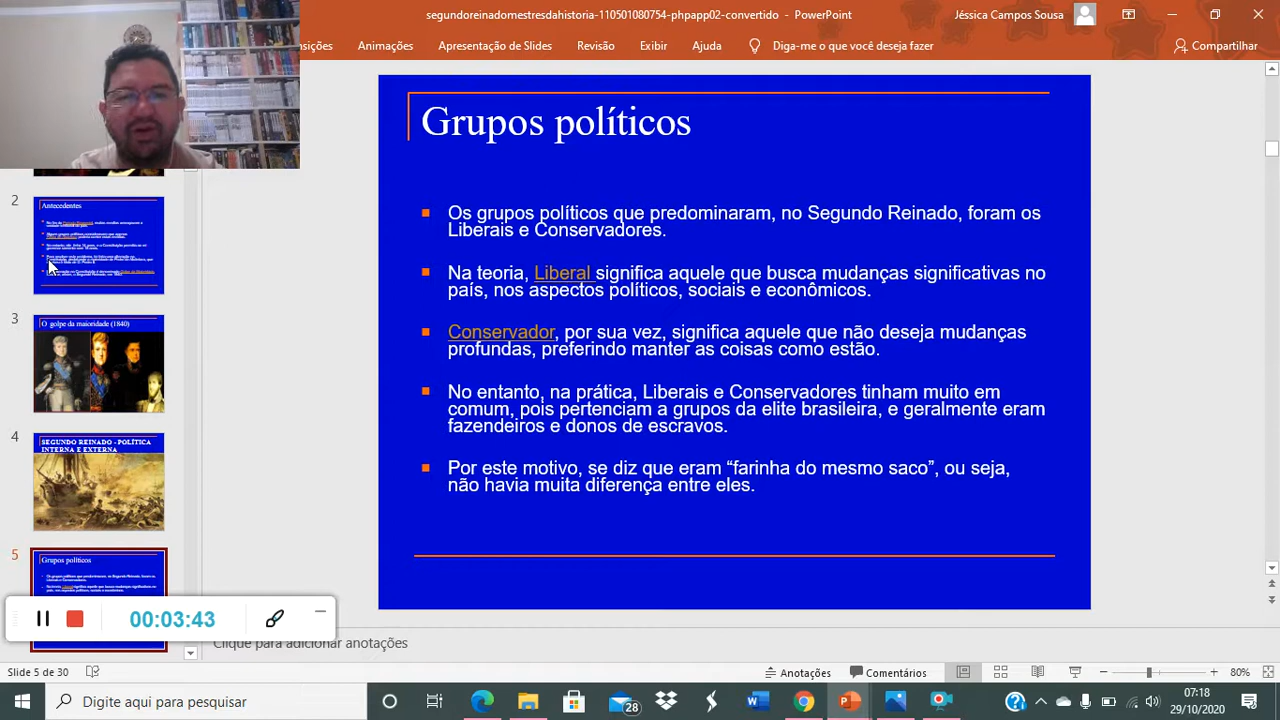 segundoreinadomestresdahistoria-110501080754-phpapp02-convertido - PowerPoint
Jéssica Campos Sousa
sições
Animações
Apresentação de Slides
Revisão
Exibir
Ajuda
Diga-me o que você deseja fazer
Compartilhar
2
Antecedentes
3
O golpe da maioridade (1840)
4
SEGUNDO REINADO - POLÍTICA
INTERNA E EXTERNA
5
Grupos políticos
Grupos políticos
Os grupos políticos que predominaram, no Segundo Reinado, foram os
Liberais e Conservadores.
Na teoria, Liberal significa aquele que busca mudanças significativas no
país, nos aspectos políticos, sociais e econômicos.
Conservador, por sua vez, significa aquele que não deseja mudanças
profundas, preferindo manter as coisas como estão.
No entanto, na prática, Liberais e Conservadores tinham muito em
comum, pois pertenciam a grupos da elite brasileira, e geralmente eram
fazendeiros e donos de escravos.
Por este motivo, se diz que eram “farinha do mesmo saco”, ou seja,
não havia muita diferença entre eles.
00:03:43
Clique para adicionar anotações
Slide 5 de 30
Anotações
Comentários
80%
Digite aqui para pesquisar
28
07:18
29/10/2020